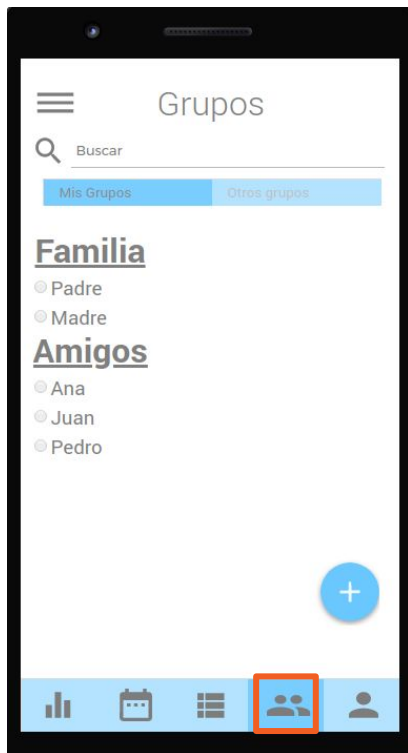 Grupos
Buscar
Mis Grupos Otros grupos
Familia
Padre
Madre
Amigos
Ana
Juan
Pedro
+